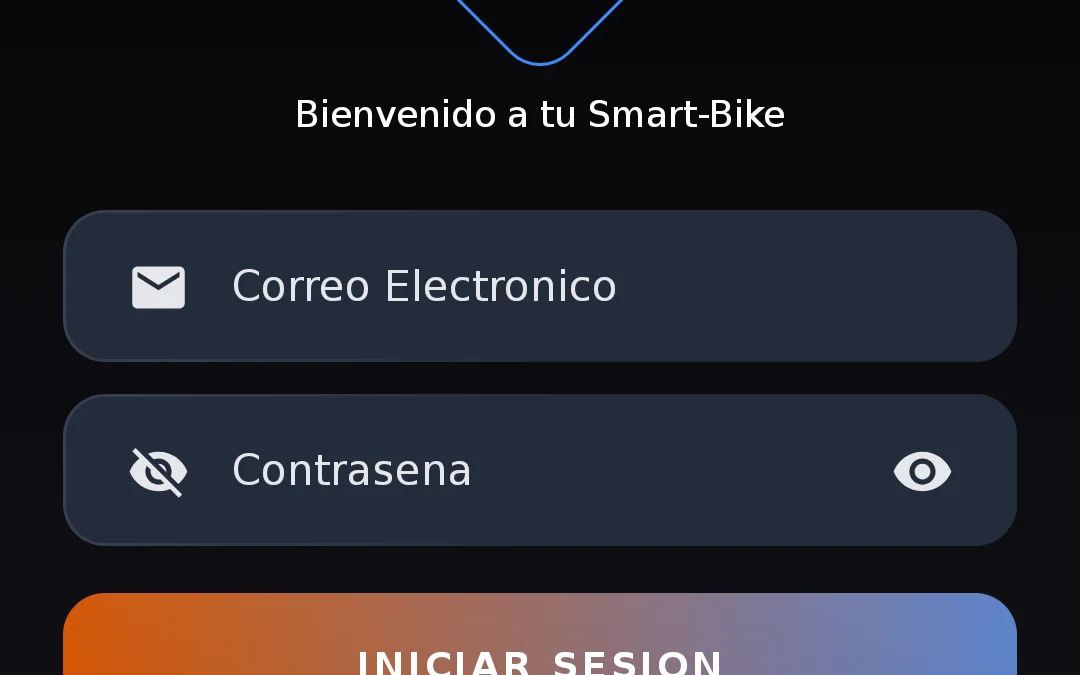 Bienvenido a tu Smart-Bike
Correo Electronico
Contrasena
INICIAR SESION